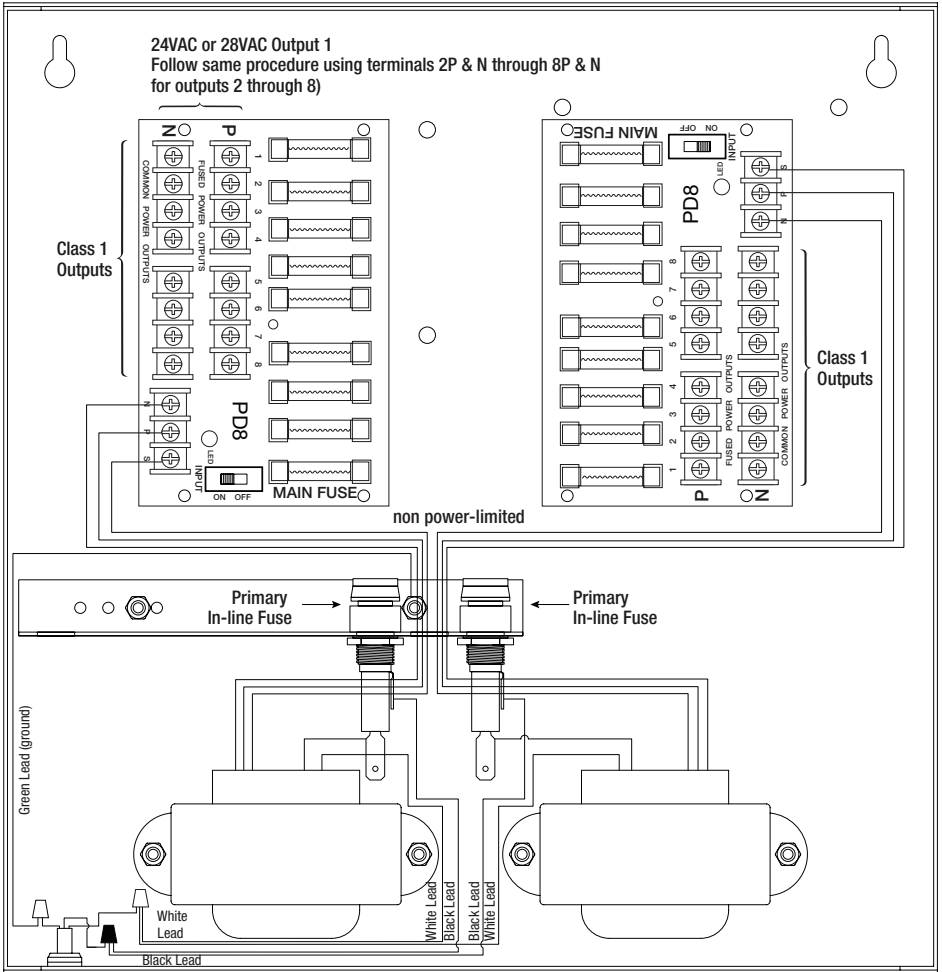 24VAC or 28VAC Output 1
Follow same procedure using terminals 2P & N through 8P & N
for outputs 2 through 8)
N
P
1
2
3
4
5
6
7
8
COMMON POWER OUTPUTS
FUSED POWER OUTPUTS
Class 1
Outputs
N
P
S
PD8
LED
INPUT
ON OFF
MAIN FUSE
MAIN FUSE
OFF ON
INPUT
LED
PD8
S
P
N
8
7
6
5
4
3
2
1
FUSED POWER OUTPUTS
COMMON POWER OUTPUTS
P
N
Class 1
Outputs
non power-limited
Primary
In-line Fuse
Primary
In-line Fuse
Green Lead (ground)
White Lead
Black Lead
Black Lead
White Lead
White
Lead
Black Lead